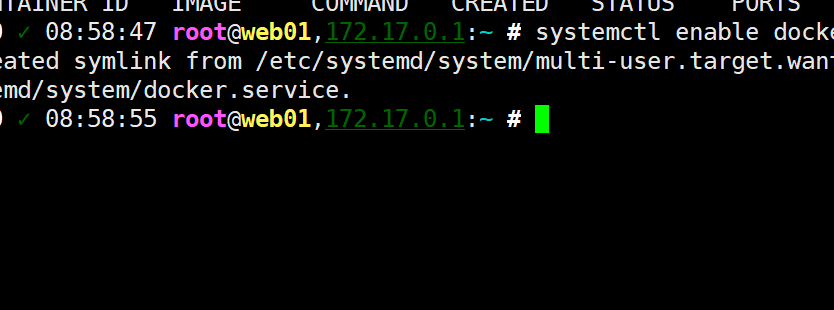 NTAINER ID   IMAGE     COMMAND   CREATED   STATUS    PORTS
0 ✓ 08:58:47 root@web01,172.17.0.1:~ # systemctl enable docke
eated symlink from /etc/systemd/system/multi-user.target.want
emd/system/docker.service.
0 ✓ 08:58:55 root@web01,172.17.0.1:~ #